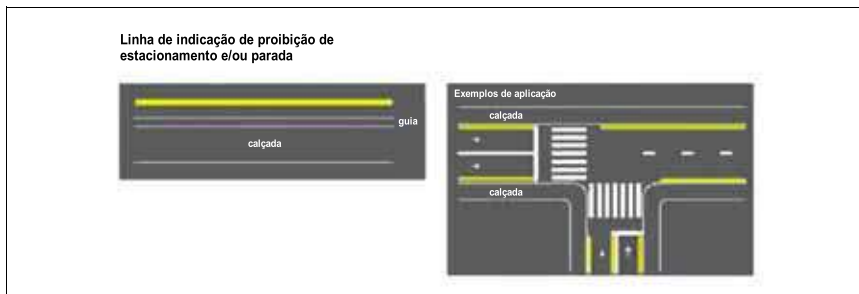 Linha de indicação de proibição de
estacionamento e/ou parada
guia
calçada
Exemplos de aplicação
calçada
calçada